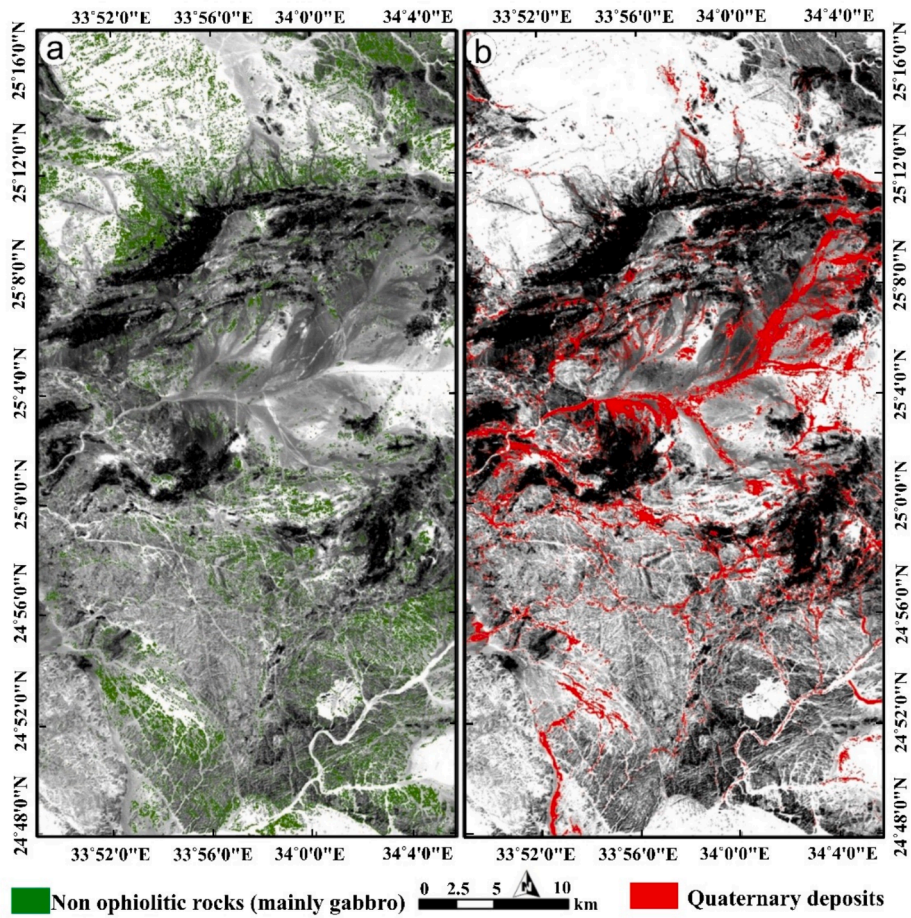 33°52'0"E 33°56'0"E 34°0'0"E 34°4'0"E 33°52'0"E 33°56'0"E 34°0'0"E 34°4'0"E
a
b
25°16'0"N
25°12'0"N
25°8'0"N
25°4'0"N
25°0'0"N
24°56'0"N
24°52'0"N
24°48'0"N
25°16'0"N
25°12'0"N
25°8'0"N
25°4'0"N
25°0'0"N
24°56'0"N
24°52'0"N
24°48'0"N
33°52'0"E 33°56'0"E 34°0'0"E 34°4'0"E 33°52'0"E 33°56'0"E 34°0'0"E 34°4'0"E
Non ophiolitic rocks (mainly gabbro)
0 2.5 5 10
km
N
Quaternary deposits